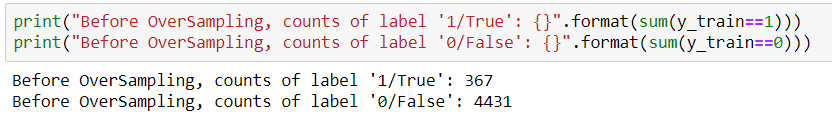 print("Before OverSampling, counts of label '1/True': {}".format(sum(y_train==1)))
print("Before OverSampling, counts of label '0/False': {}".format(sum(y_train==0)))
Before OverSampling, counts of label '1/True': 367
Before OverSampling, counts of label '0/False': 4431